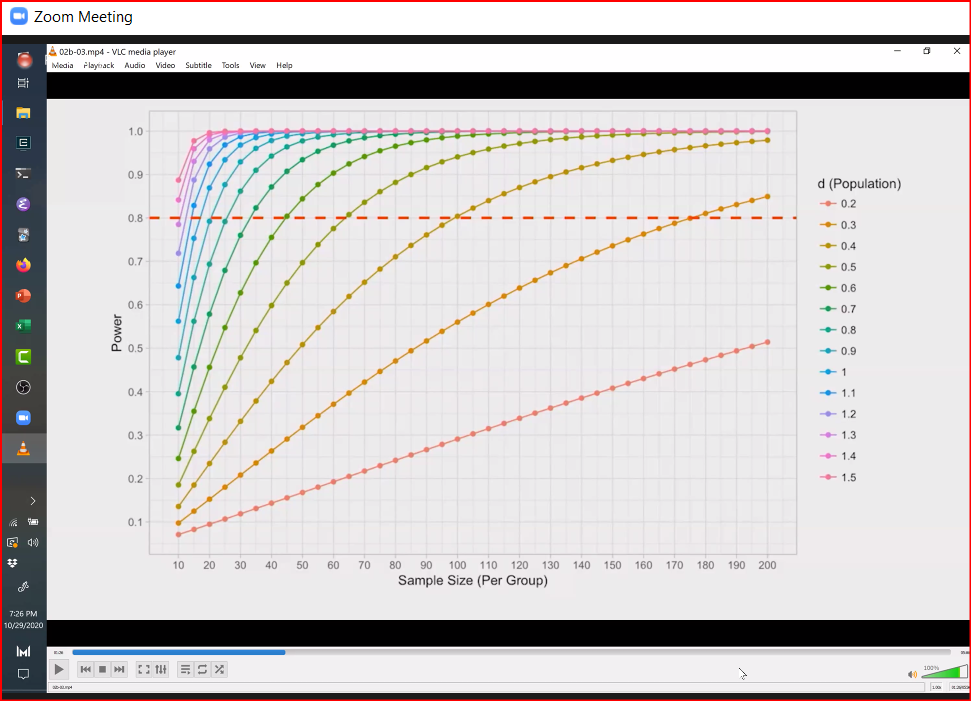 Zoom Meeting
02b-03.mp4 - VLC media player
Media Playback Audio Video Subtitle Tools View Help
1.0
0.9
0.8
0.7
0.6
0.5
0.4
0.3
0.2
0.1
Power
10 20 30 40 50 60 70 80 90 100 110 120 130 140 150 160 170 180 190 200
Sample Size (Per Group)
d (Population)
0.2
0.3
0.4
0.5
0.6
0.7
0.8
0.9
1
1.1
1.2
1.3
1.4
1.5
7:26 PM
10/29/2020
100%
02b-03.mp4
1.00x